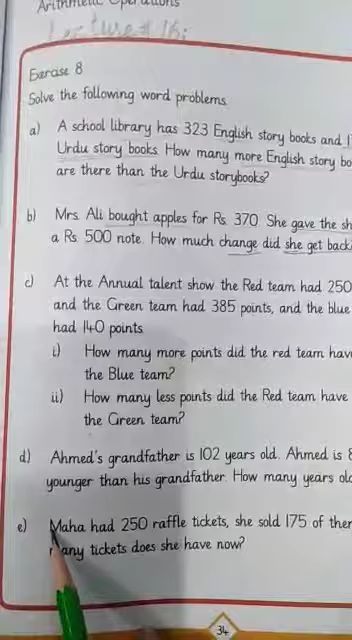 Arithmetic Operations
Lecture # 16:
Exercise 8
Solve the following word problems.
a) A school library has 323 English story books and 1
Urdu story books. How many more English story bo
are there than the Urdu storybooks?
b) Mrs. Ali bought apples for Rs. 370. She gave the sh
a Rs. 500 note. How much change did she get back
c) At the Annual talent show the Red team had 250
and the Green team had 385 points, and the blue
had 140 points.
i) How many more points did the red team have
the Blue team?
ii) How many less points did the Red team have
the Green team?
d) Ahmed's grandfather is 102 years old. Ahmed is 8
younger than his grandfather. How many years old
e) Maha had 250 raffle tickets, she sold 175 of them
many tickets does she have now?
34